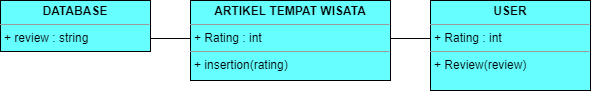 DATABASE
+ review : string
ARTIKEL TEMPAT WISATA
+ Rating : int
+ insertion(rating)
USER
+ Rating : int
+ Review(review)